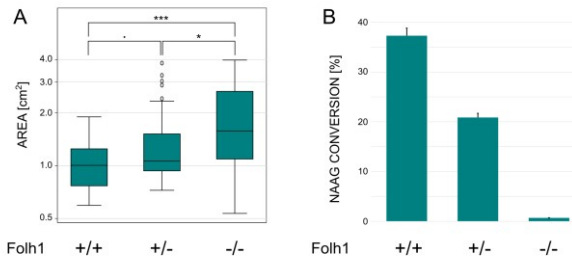 A
***
.
*
AREA [cm²]
4.0
3.0
2.0
1.0
0.5
Folh1 +/+ +/- -/-
B
NAAG CONVERSION [%]
40
30
20
10
0
Folh1 +/+ +/- -/-